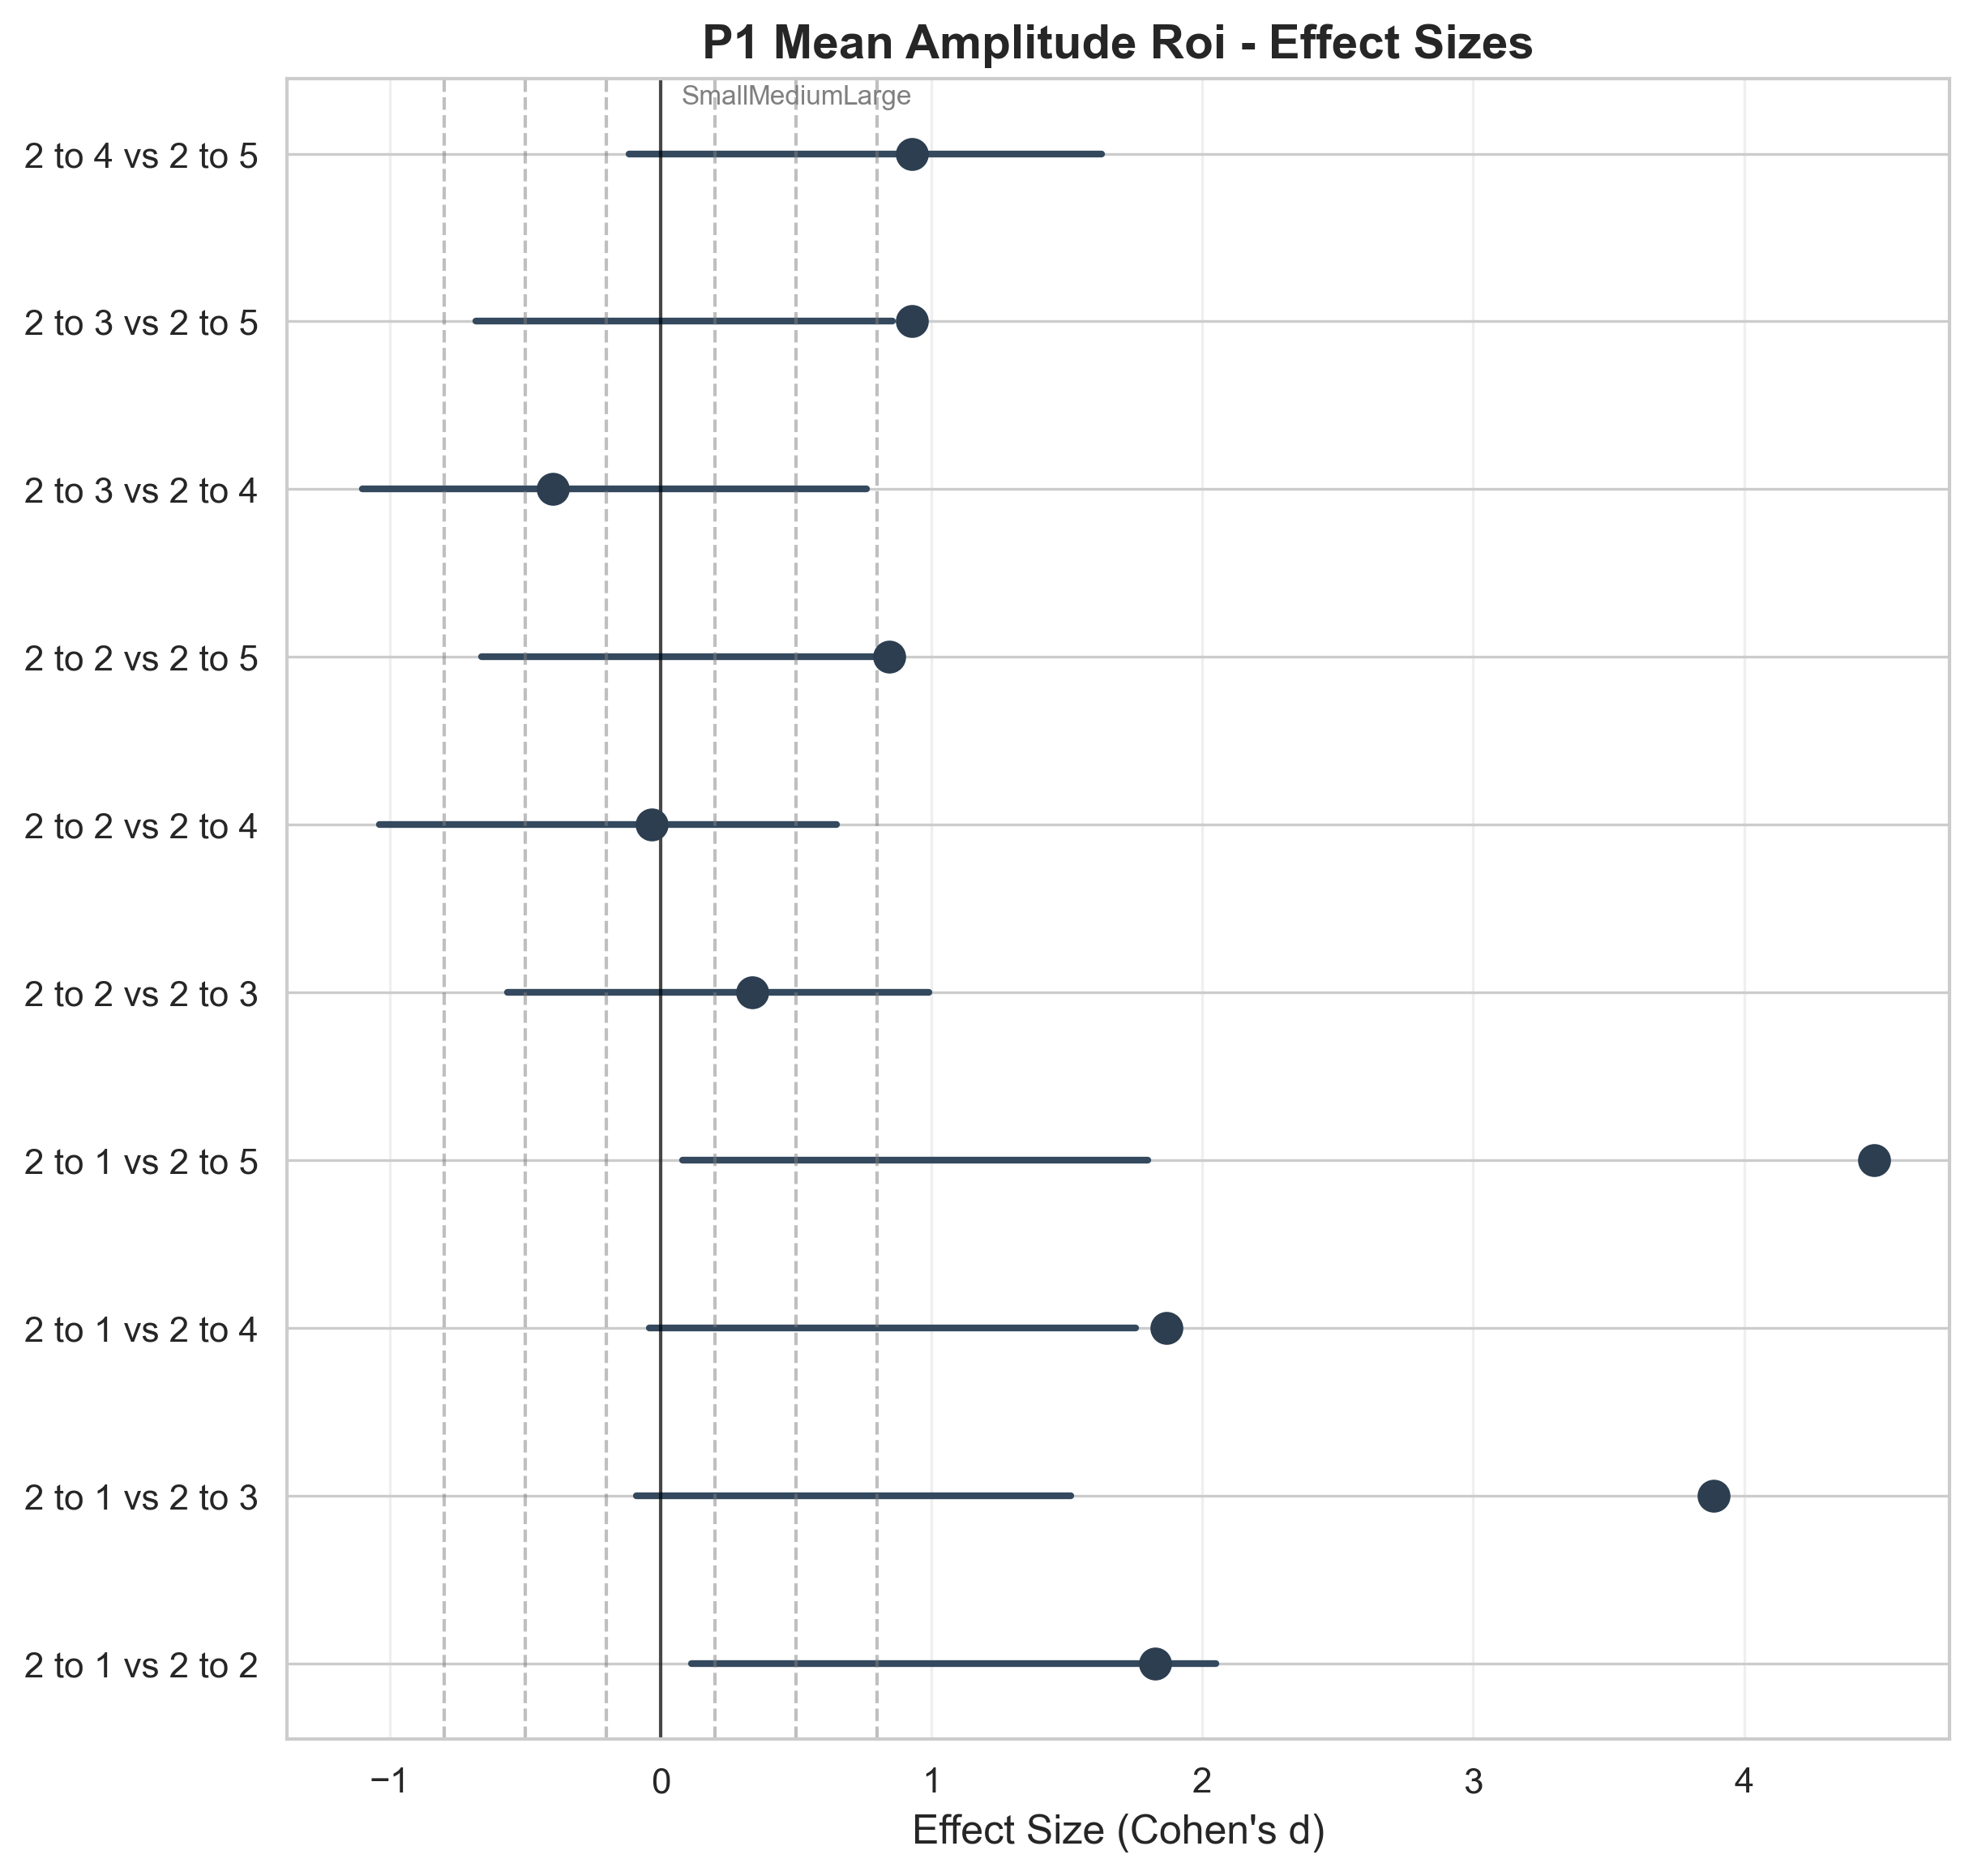 P1 Mean Amplitude Roi - Effect Sizes
SmallMediumLarge
2 to 4 vs 2 to 5
2 to 3 vs 2 to 5
2 to 3 vs 2 to 4
2 to 2 vs 2 to 5
2 to 2 vs 2 to 4
2 to 2 vs 2 to 3
2 to 1 vs 2 to 5
2 to 1 vs 2 to 4
2 to 1 vs 2 to 3
2 to 1 vs 2 to 2
−1 0 1 2 3 4
Effect Size (Cohen's d)